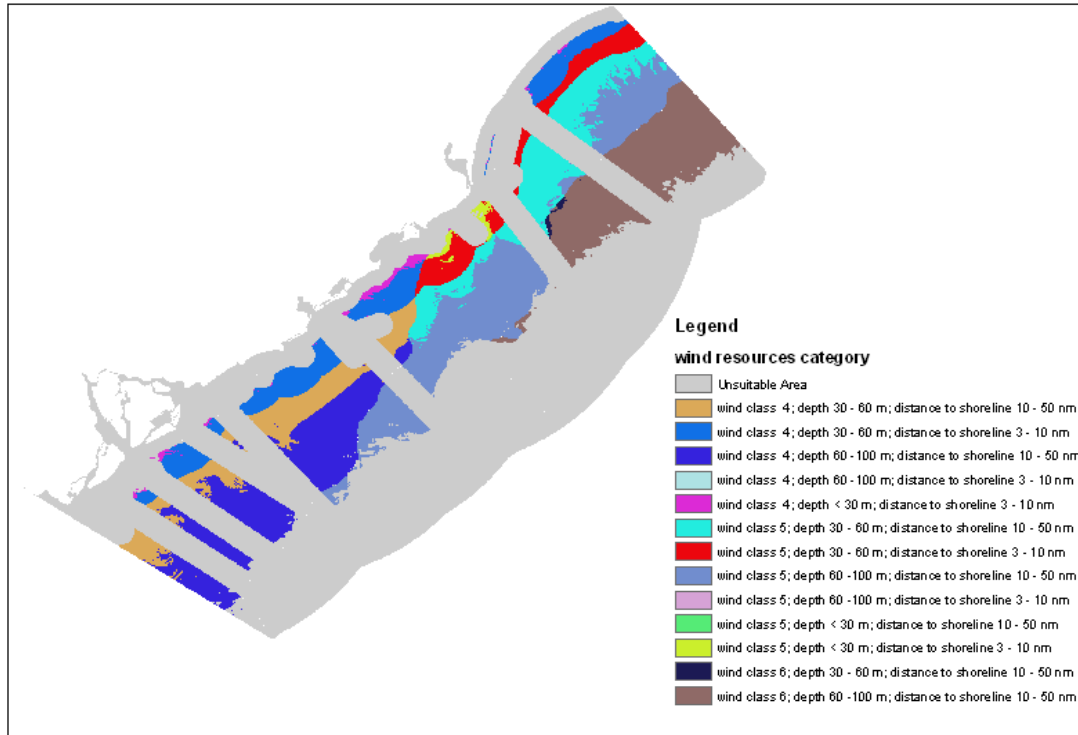 Legend
wind resources category
Unsuitable Area
wind class 4; depth 30 - 60 m; distance to shoreline 10 - 50 nm
wind class 4; depth 30 - 60 m; distance to shoreline 3 - 10 nm
wind class 4; depth 60 - 100 m; distance to shoreline 10 - 50 nm
wind class 4; depth 60 - 100 m; distance to shoreline 3 - 10 nm
wind class 4; depth < 30 m; distance to shoreline 3 - 10 nm
wind class 5; depth 30 - 60 m; distance to shoreline 10 - 50 nm
wind class 5; depth 30 - 60 m; distance to shoreline 3 - 10 nm
wind class 5; depth 60 -100 m; distance to shoreline 10 - 50 nm
wind class 5; depth 60 -100 m; distance to shoreline 3 - 10 nm
wind class 5; depth < 30 m; distance to shoreline 10 - 50 nm
wind class 5; depth < 30 m; distance to shoreline 3 - 10 nm
wind class 6; depth 30 - 60 m; distance to shoreline 10 - 50 nm
wind class 6; depth 60 -100 m; distance to shoreline 10 - 50 nm